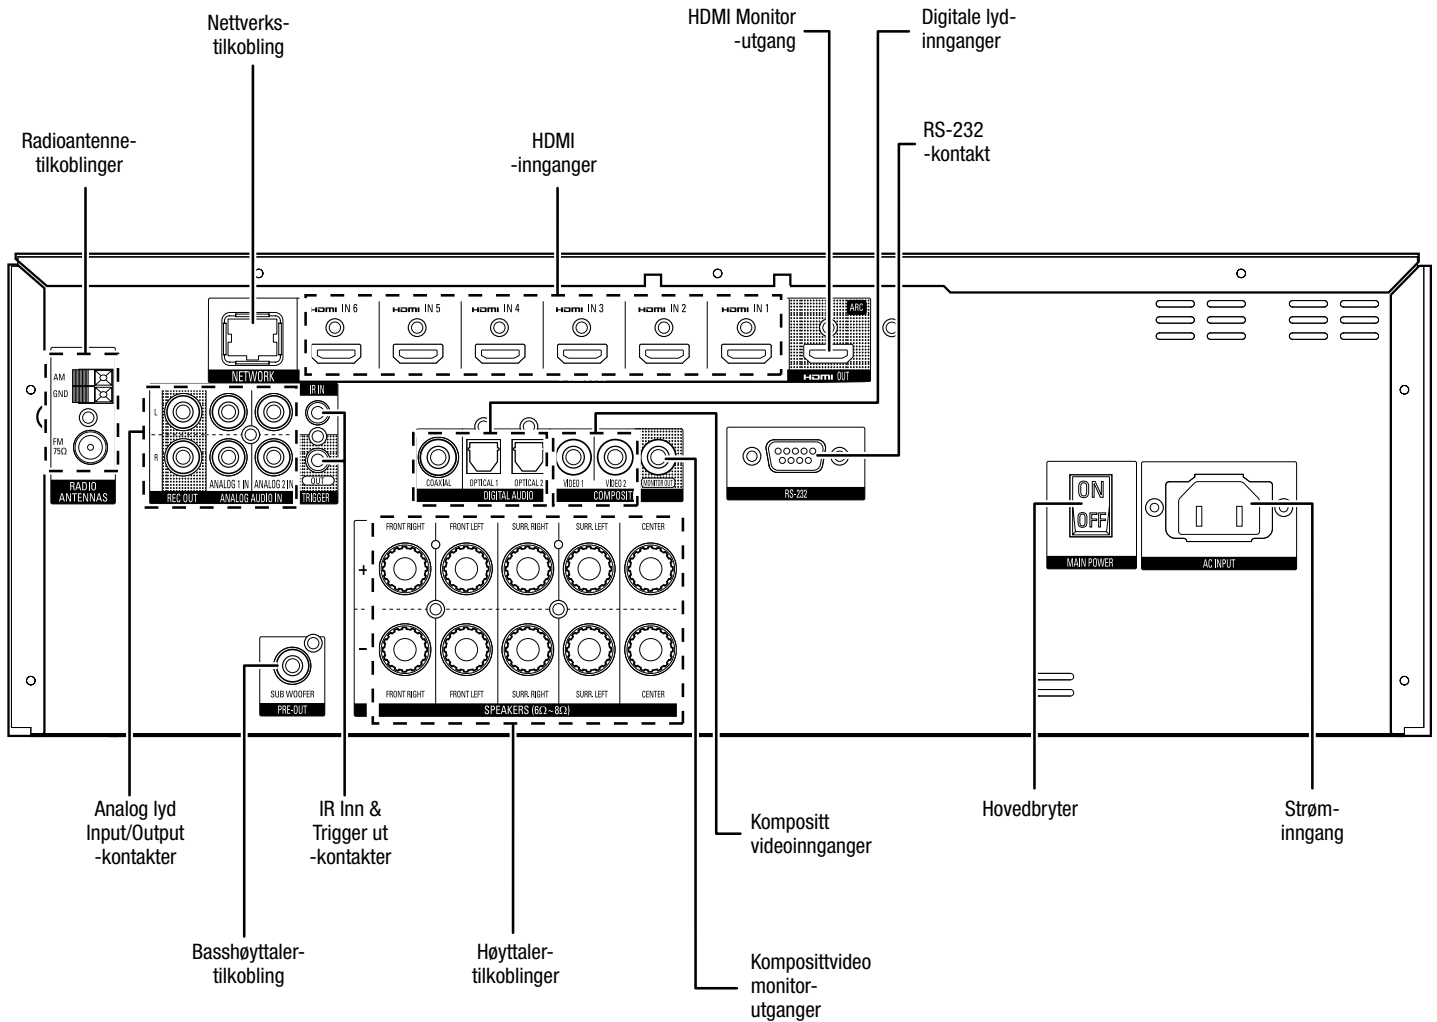 Nettverks-
tilkobling
HDMI Monitor
-utgang
Digitale lyd-
innganger
Radioantenne-
tilkoblinger
HDMI
-innganger
RS-232
-kontakt
HDMI IN 6
HDMI IN 5
HDMI IN 4
HDMI IN 3
HDMI IN 2
HDMI IN 1
ARC
NETWORK
HDMI OUT
AM
GND
FM
75Ω
RADIO
ANTENNAS
L
R
ANALOG 1 IN
ANALOG 2 IN
REC OUT
ANALOG AUDIO IN
IR IN
OUT
TRIGGER
COAXIAL
OPTICAL 1
OPTICAL 2
DIGITAL AUDIO
VIDEO 1
VIDEO 2
COMPOSIT
MONITOR OUT
RS-232
ON
OFF
MAIN POWER
AC INPUT
FRONT RIGHT
FRONT LEFT
SURR. RIGHT
SURR. LEFT
CENTER
+
–
FRONT RIGHT
FRONT LEFT
SURR. RIGHT
SURR. LEFT
CENTER
SPEAKERS (6Ω~8Ω)
SUB WOOFER
PRE-OUT
Analog lyd
Input/Output
-kontakter
IR Inn &
Trigger ut
-kontakter
Kompositt
videoinnganger
Hovedbryter
Strøm-
inngang
Basshøyttaler-
tilkobling
Høyttaler-
tilkoblinger
Komposittvideo
monitor-
utganger